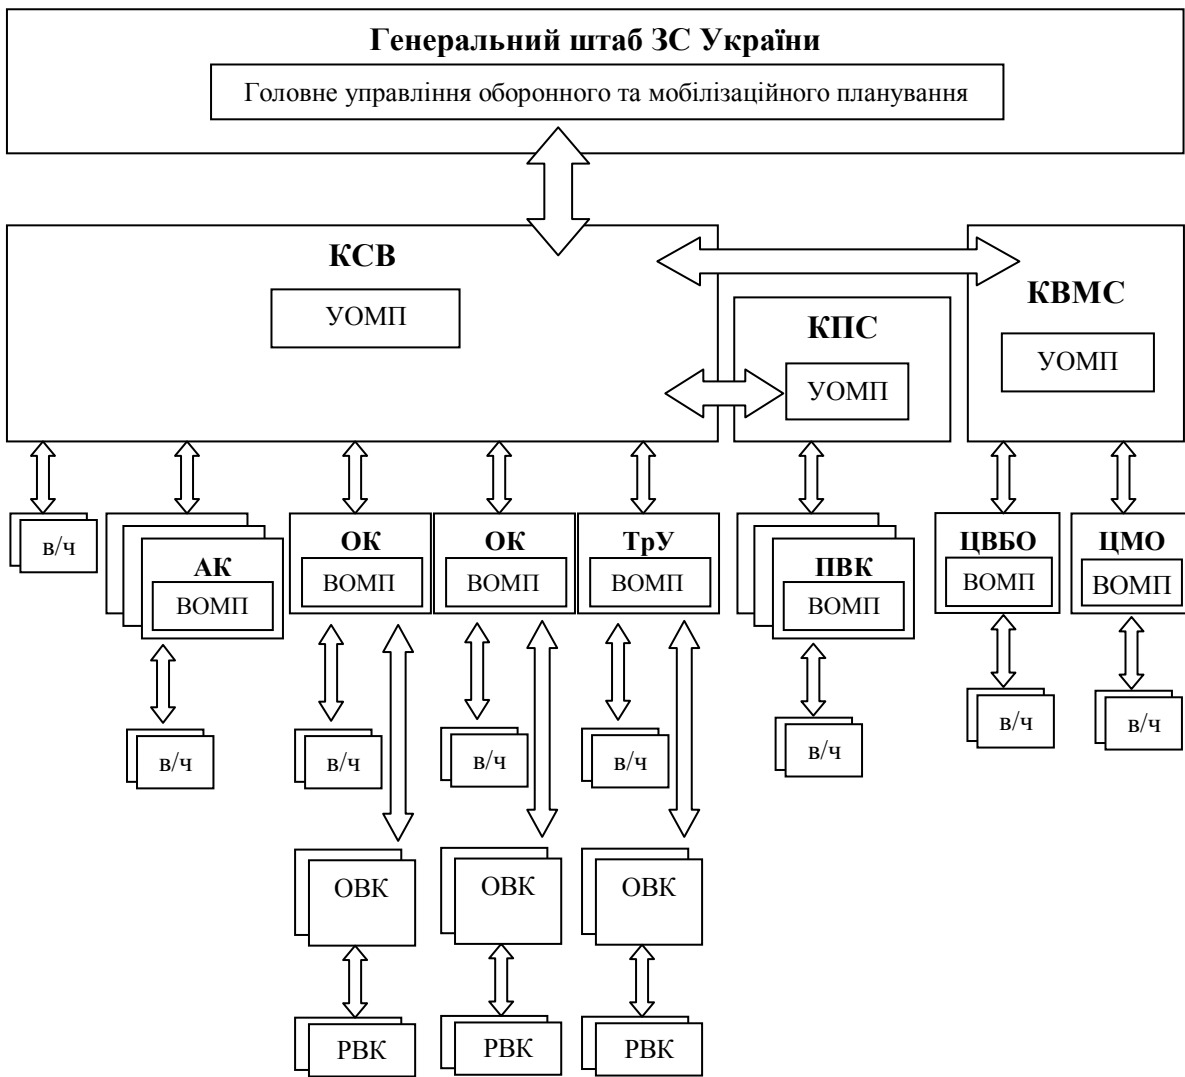 Генеральний штаб ЗС України
Головне управління оборонного та мобілізаційного планування
КСВ
УОМП
КПС
УОМП
КВМС
УОМП
в/ч
АК
ВОМП
ОК
ВОМП
ОК
ВОМП
ТрУ
ВОМП
ПВК
ВОМП
ЦВБО
ВОМП
ЦМО
ВОМП
в/ч
в/ч
в/ч
в/ч
в/ч
в/ч
в/ч
ОВК
ОВК
ОВК
РВК
РВК
РВК